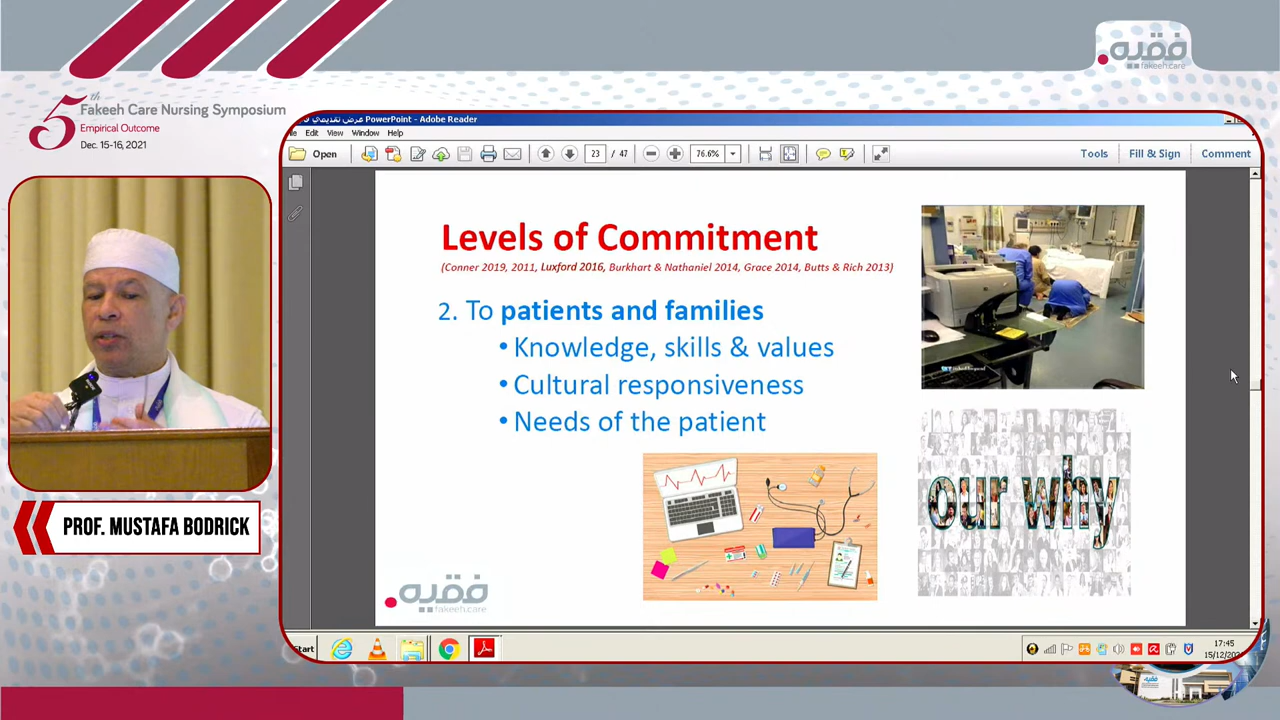 فقيه
fakeeh.care
5th Fakeeh Care Nursing Symposium
Empirical Outcome
Dec. 15-16, 2021
PowerPoint عرض تقديمي - Adobe Reader
Edit View Window Help
Open 23 / 47 76.6% Tools Fill & Sign Comment
Levels of Commitment
(Conner 2019, 2011, Luxford 2016, Burkhart & Nathaniel 2014, Grace 2014, Butts & Rich 2013)
2. To patients and families
• Knowledge, skills & values
• Cultural responsiveness
• Needs of the patient
our why
PROF. MUSTAFA BODRICK
فقيه
fakeeh.care
17:45